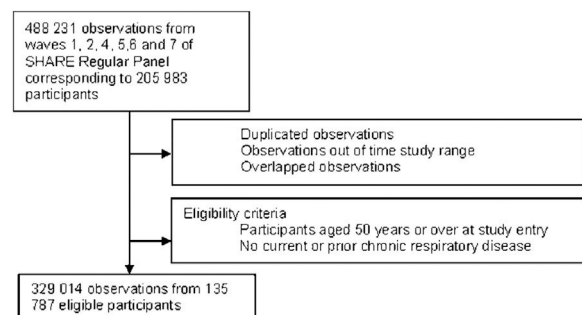 488 231 observations from
waves 1, 2, 4, 5,6 and 7 of
SHARE Regular Panel
corresponding to 205 983
participants
Duplicated observations
Observations out of time study range
Overlapped observations
Eligibility criteria
Participants aged 50 years or over at study entry
No current or prior chronic respiratory disease
329 014 observations from 135
787 eligible participants